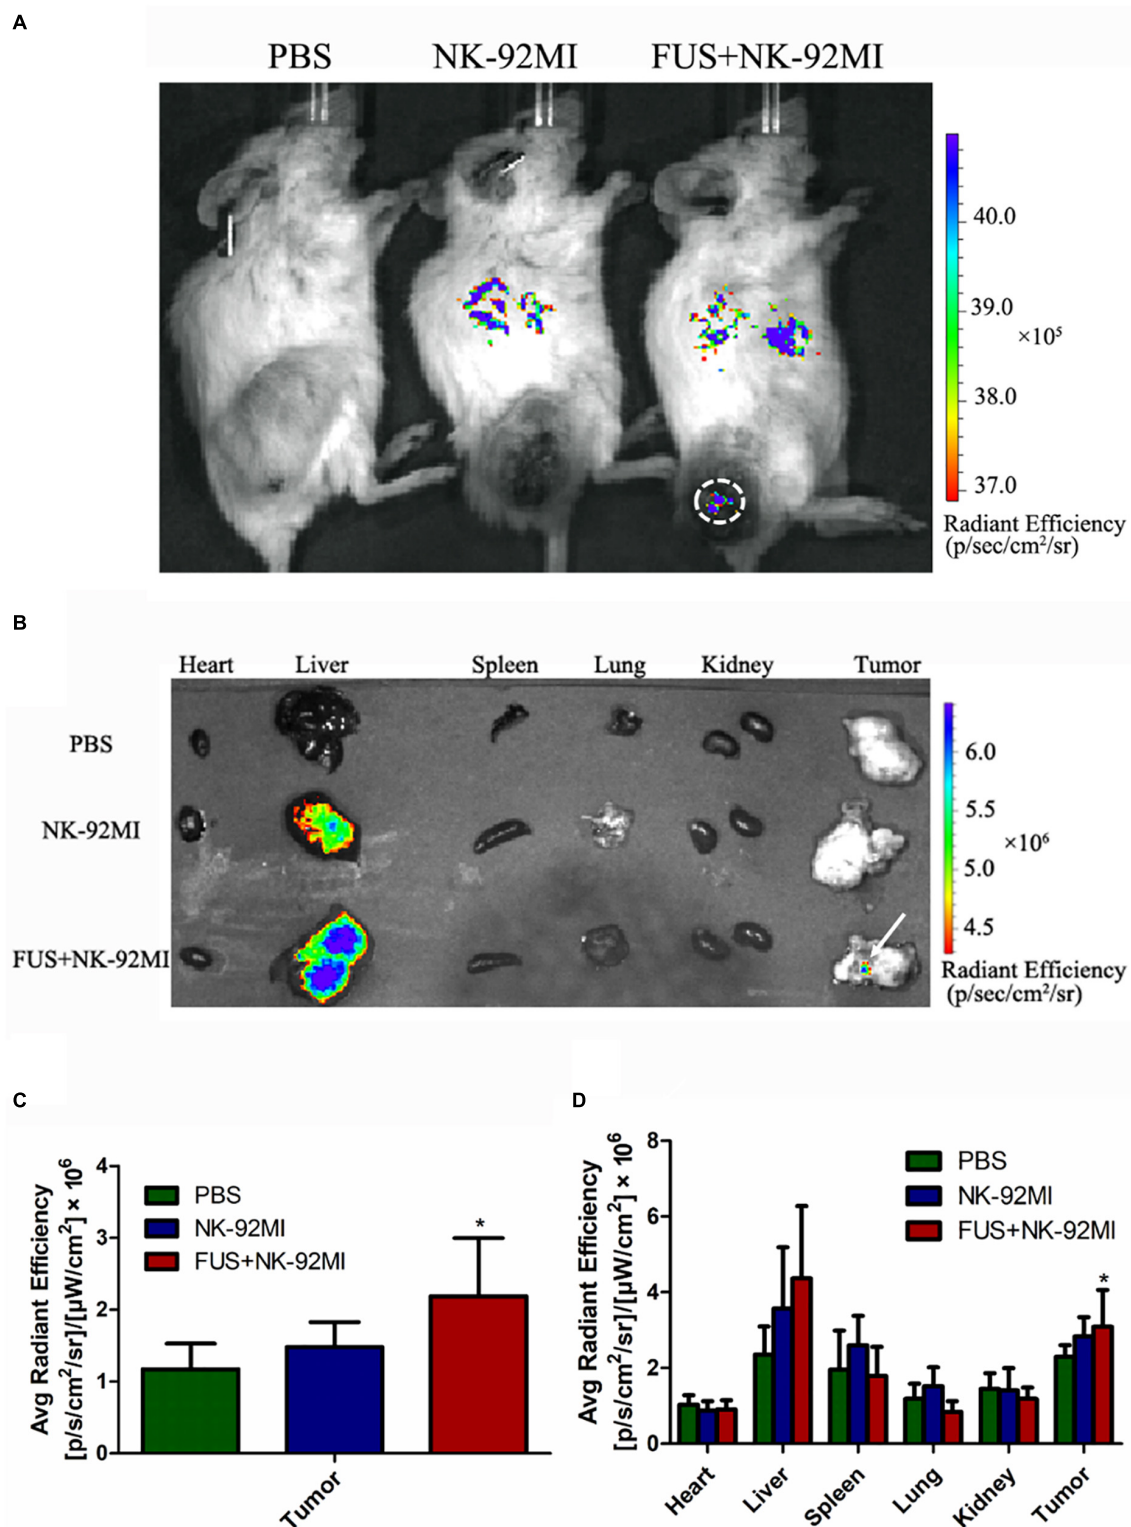 A
PBS NK-92MI FUS+NK-92MI
40.0
39.0
×10⁵
38.0
37.0
Radiant Efficiency
(p/sec/cm²/sr)
B
Heart Liver Spleen Lung Kidney Tumor
PBS
NK-92MI
FUS+NK-92MI
6.0
5.5
×10⁶
5.0
4.5
Radiant Efficiency
(p/sec/cm²/sr)
C
Avg Radiant Efficiency
[p/s/cm²/sr]/[µW/cm²] × 10⁶
4
3
2
1
0
PBS
NK-92MI
FUS+NK-92MI
*
Tumor
D
Avg Radiant Efficiency
[p/s/cm²/sr]/[µW/cm²] × 10⁶
8
6
4
2
0
PBS
NK-92MI
FUS+NK-92MI
*
Heart Liver Spleen Lung Kidney Tumor